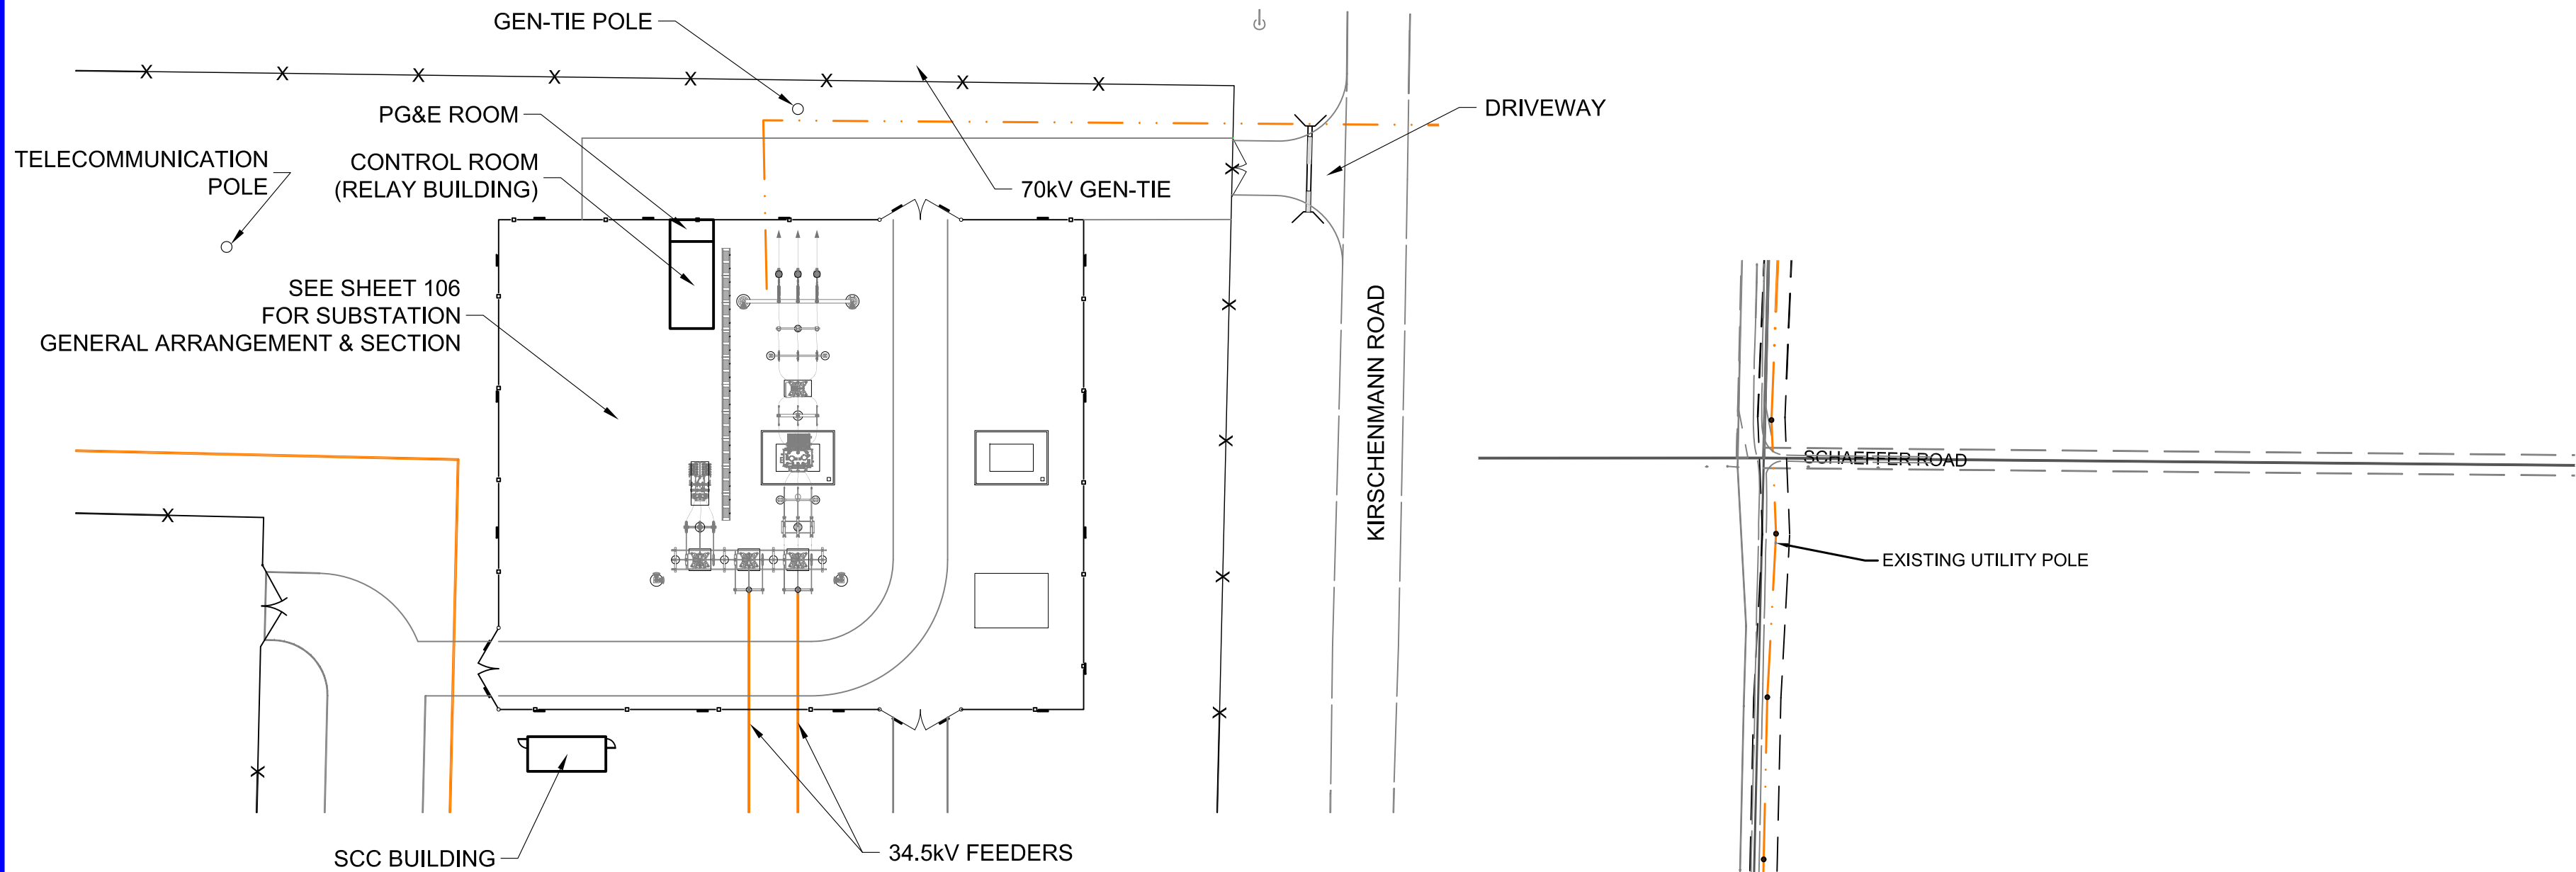 GEN-TIE POLE
PG&E ROOM
DRIVEWAY
TELECOMMUNICATION
POLE
CONTROL ROOM
(RELAY BUILDING)
70kV GEN-TIE
SEE SHEET 106
FOR SUBSTATION
GENERAL ARRANGEMENT & SECTION
KIRSCHENMANN ROAD
SCHAEFFER ROAD
EXISTING UTILITY POLE
SCC BUILDING
34.5kV FEEDERS